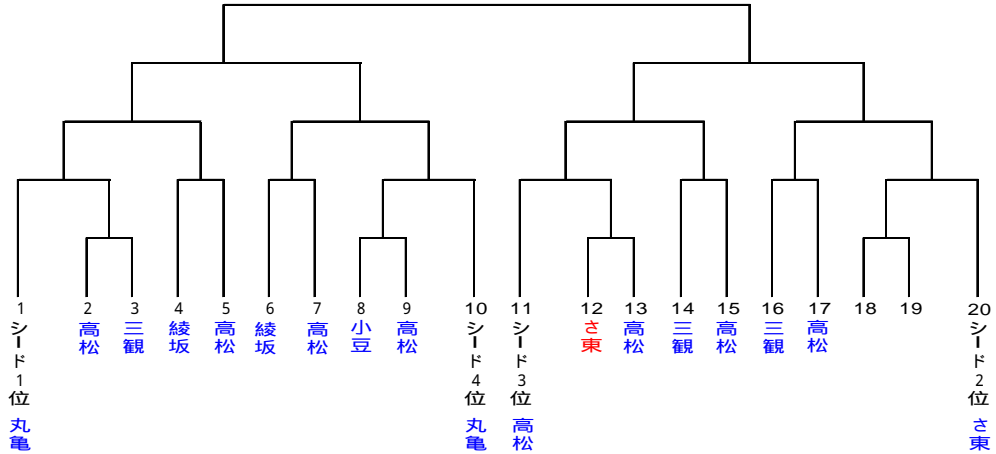 1 シード1位 丸亀
2 高松
3 三観
4 綾坂
5 高松
6 綾坂
7 高松
8 小豆
9 高松
10 シード4位 丸亀
11 シード3位 高松
12 さ東
13 高松
14 三観
15 高松
16 三観
17 高松
18
19
20 シード2位 さ東